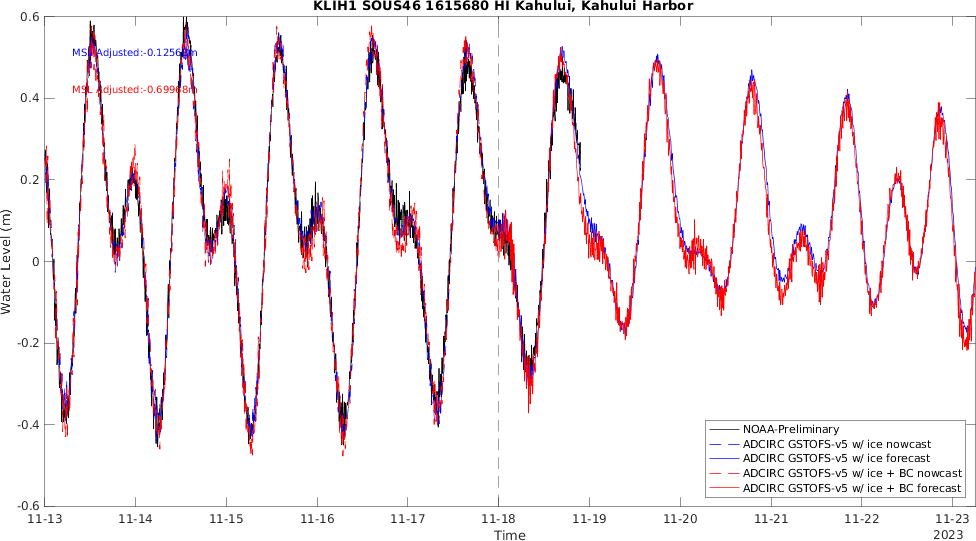 KLIH1 SOUS46 1615680 HI Kahului, Kahului Harbor
0.6
MSL Adjusted:-0.1256
MSL Adjusted:-0.69968m
0.4
0.2
0
-0.2
-0.4
-0.6
Water Level (m)
NOAA-Preliminary
ADCIRC GSTOFS-v5 w/ ice nowcast
ADCIRC GSTOFS-v5 w/ ice forecast
ADCIRC GSTOFS-v5 w/ ice + BC nowcast
ADCIRC GSTOFS-v5 w/ ice + BC forecast
11-13 11-14 11-15 11-16 11-17 11-18 11-19 11-20 11-21 11-22 11-23
Time
2023